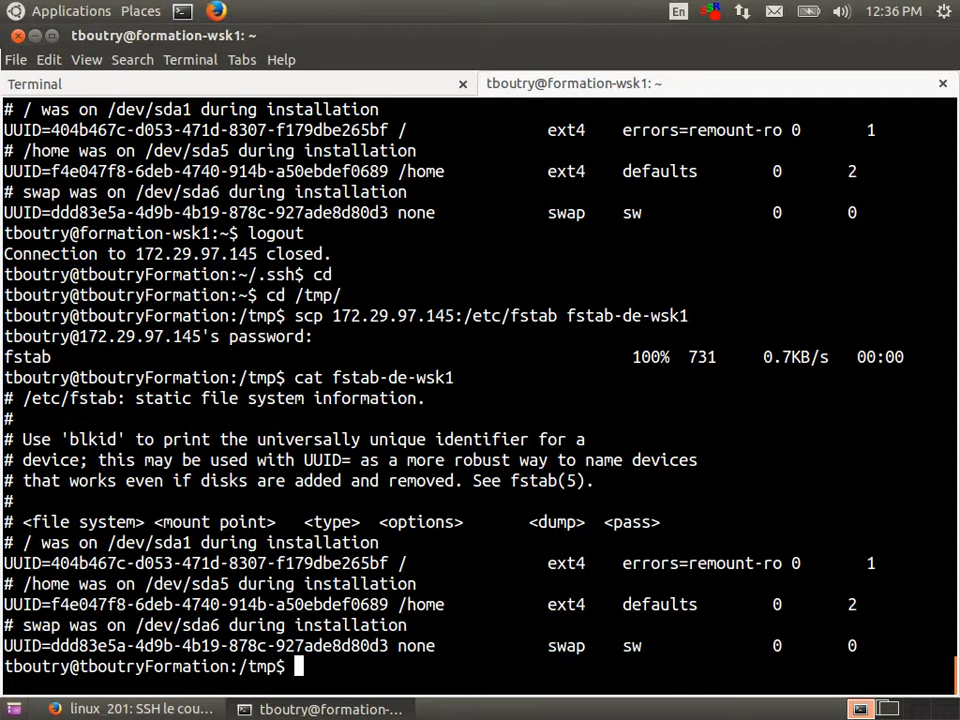 Applications Places En 12:36 PM
tboutry@formation-wsk1: ~
File Edit View Search Terminal Tabs Help
Terminal × tboutry@formation-wsk1: ~ ×
# / was on /dev/sda1 during installation
UUID=404b467c-d053-471d-8307-f179dbe265bf / ext4 errors=remount-ro 0 1
# /home was on /dev/sda5 during installation
UUID=f4e047f8-6deb-4740-914b-a50ebdef0689 /home ext4 defaults 0 2
# swap was on /dev/sda6 during installation
UUID=ddd83e5a-4d9b-4b19-878c-927ade8d80d3 none swap sw 0 0
tboutry@formation-wsk1:~$ logout
Connection to 172.29.97.145 closed.
tboutry@tboutryFormation:~/.ssh$ cd
tboutry@tboutryFormation:~$ cd /tmp/
tboutry@tboutryFormation:/tmp$ scp 172.29.97.145:/etc/fstab fstab-de-wsk1
tboutry@172.29.97.145's password:
fstab 100% 731 0.7KB/s 00:00
tboutry@tboutryFormation:/tmp$ cat fstab-de-wsk1
# /etc/fstab: static file system information.
#
# Use 'blkid' to print the universally unique identifier for a
# device; this may be used with UUID= as a more robust way to name devices
# that works even if disks are added and removed. See fstab(5).
#
# <file system> <mount point> <type> <options> <dump> <pass>
# / was on /dev/sda1 during installation
UUID=404b467c-d053-471d-8307-f179dbe265bf / ext4 errors=remount-ro 0 1
# /home was on /dev/sda5 during installation
UUID=f4e047f8-6deb-4740-914b-a50ebdef0689 /home ext4 defaults 0 2
# swap was on /dev/sda6 during installation
UUID=ddd83e5a-4d9b-4b19-878c-927ade8d80d3 none swap sw 0 0
tboutry@tboutryFormation:/tmp$
linux_201: SSH le cou... tboutry@formation-...